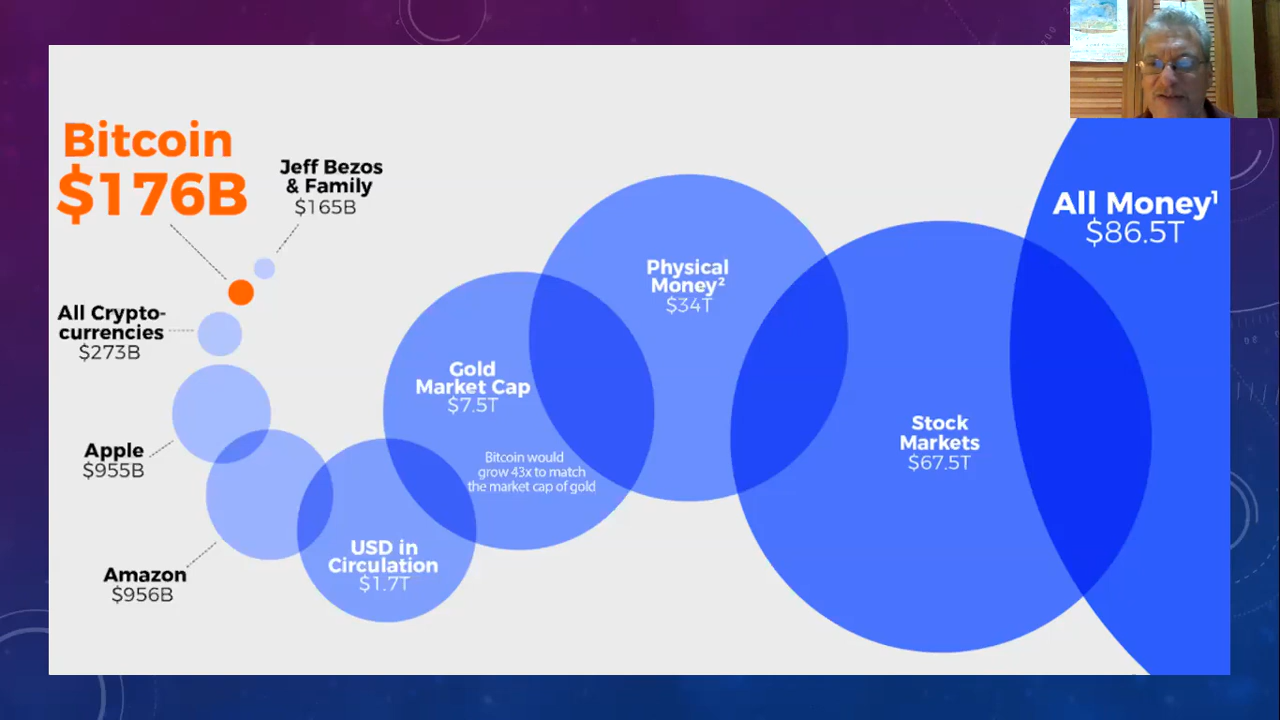 Bitcoin
$176B
Jeff Bezos
& Family
$165B
All Crypto-
currencies
$273B
Apple
$955B
Amazon
$956B
USD in
Circulation
$1.7T
Gold
Market Cap
$7.5T
Bitcoin would
grow 43x to match
the market cap of gold
Physical
Money²
$34T
Stock
Markets
$67.5T
All Money¹
$86.5T